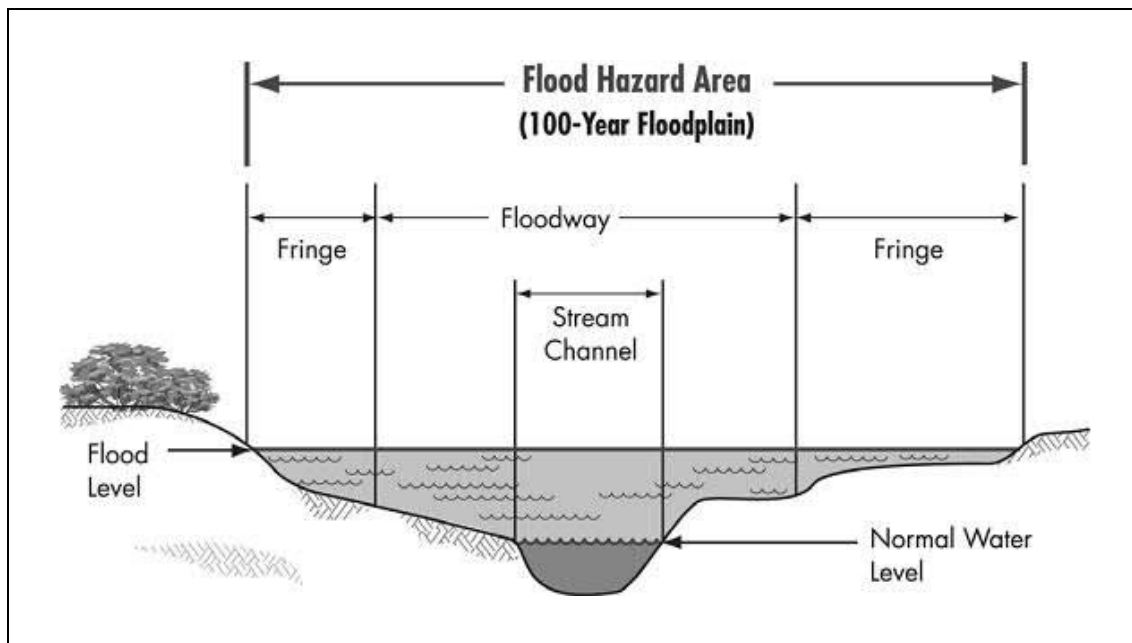 Flood Hazard Area
(100-Year Floodplain)
Floodway
Fringe
Fringe
Stream
Channel
Flood
Level
Normal Water
Level